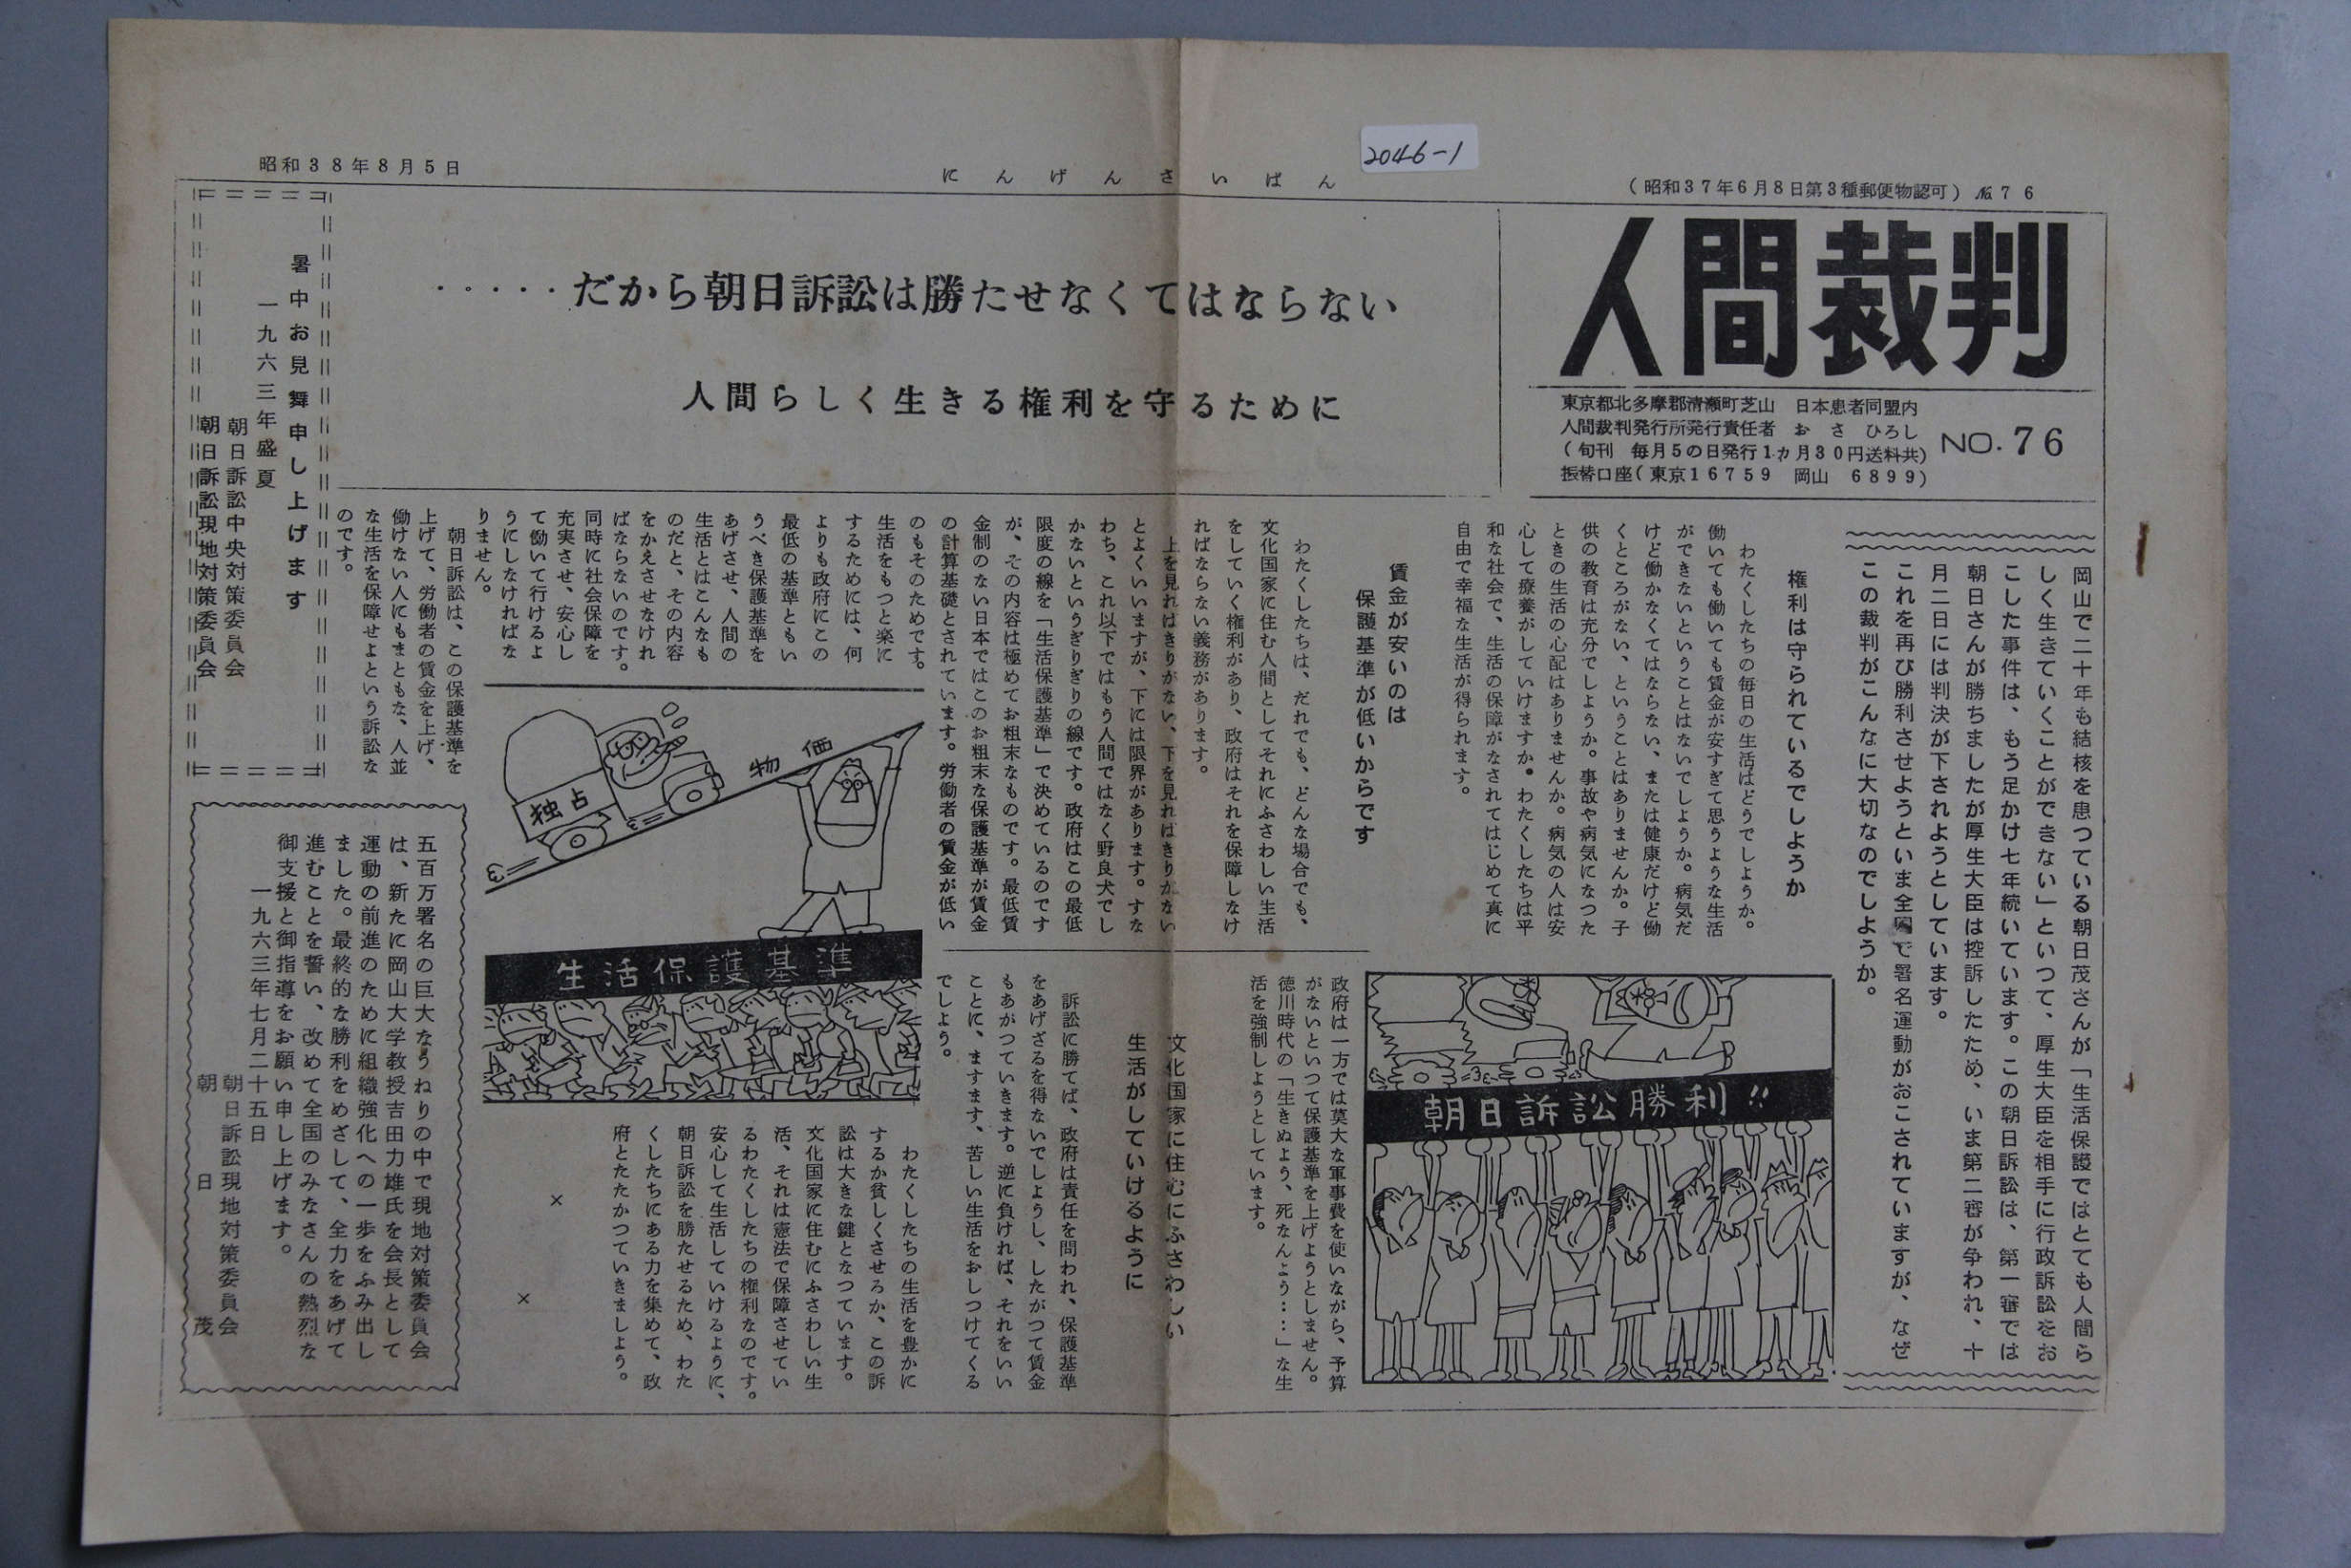 2046-1
昭和38年8月5日
にんげんさいばん
(昭和37年6月8日第3種郵便物認可) №76
人間裁判
東京都北多摩郡清瀬町芝山 日本患者同盟内
人間裁判発行所発行責任者 おさ ひろし
(旬刊 毎月5の日発行1カ月30円送料共)
振替口座(東京16759 岡山 6899)
NO.76
・・・・・だから朝日訴訟は勝たせなくてはならない
人間らしく生きる権利を守るために
岡山で二十年も結核を患つている朝日茂さんが「生活保護ではとても人間ら
しく生きていくことができない」といつて、厚生大臣を相手に行政訴訟をお
こした事件は、もう足かけ七年続いています。この朝日訴訟は、第一審では
朝日さんが勝ちましたが厚生大臣は控訴したため、いま第二審が争われ、十
月二日には判決が下されようとしています。
これを再び勝利させようといま全国で署名運動がおこされていますが、なぜ
この裁判がこんなに大切なのでしようか。
権利は守られているでしようか
わたくしたちの毎日の生活はどうでしようか。
働いても働いても賃金が安すぎて思うような生活
ができないということはないでしようか。病気だ
けど働かなくてはならない、または健康だけど働
くところがない、ということはありませんか。子
供の教育は充分でしようか。事故や病気になつた
ときの生活の心配はありませんか。病気の人は安
心して療養がしていけますか。わたくしたちは平
和な社会で、生活の保障がなされてはじめて真に
自由で幸福な生活が得られます。
賃金が安いのは
保護基準が低いからです
わたくしたちは、だれでも、どんな場合でも、
文化国家に住む人間としてそれにふさわしい生活
をしていく権利があり、政府はそれを保障しなけ
ればならない義務があります。
上を見ればきりがない、下を見ればきりがない
とよくいいますが、下には限界があります。すな
わち、これ以下ではもう人間ではなく野良犬でし
かないというぎりぎりの線です。政府はこの最低
限度の線を「生活保護基準」で決めているのです
が、その内容は極めてお粗末なものです。最低賃
金制のない日本ではこのお粗末な保護基準が賃金
の計算基礎とされています。労働者の賃金が低い
のもそのためです。
生活をもつと楽に
するためには、何
よりも政府にこの
最低の基準ともい
うべき保護基準を
あげさせ、人間の
生活とはこんなも
のだと、その内容
をかえさせなけれ
ばならないのです。
同時に社会保障を
充実させ、安心し
て働いて行けるよ
うにしなければな
りません。
朝日訴訟は、この保護基準を
上げて、労働者の賃金を上げ、
働けない人にもまともな、人並
な生活を保障せよという訴訟な
のです。
物価
独占
生活保護基準
朝日訴訟勝利!!
政府は一方では莫大な軍事費を使いながら、予算
がないといつて保護基準を上げようとしません。
徳川時代の「生きぬよう、死なんよう・・・」な生
活を強制しようとしています。
文化国家に住むにふさわしい
生活がしていけるように
訴訟に勝てば、政府は責任を問われ、保護基準
をあげざるを得ないでしようし、したがつて賃金
もあがつていきます。逆に負ければ、それをいい
ことに、ますます、苦しい生活をおしつけてくる
でしよう。
わたくしたちの生活を豊かに
するか貧しくさせろか、この訴
訟は大きな鍵となつています。
文化国家に住むにふさわしい生
活、それは憲法で保障させてい
るわたくしたちの権利なのです。
安心して生活していけるように、
朝日訴訟を勝たせるため、わた
くしたちにある力を集めて、政
府とたたかつていきましよう。
×
×
暑中お見舞申し上げます
一九六三年盛夏
朝日訴訟中央対策委員会
朝日訴訟現地対策委員会
五百万署名の巨大なうねりの中で現地対策委員会
は、新たに岡山大学教授吉田力雄氏を会長として
運動の前進のために組織強化への一歩をふみ出し
ました。最終的な勝利をめざして、全力をあげて
進むことを誓い、改めて全国のみなさんの熱烈な
御支援と御指導をお願い申し上げます。
一九六三年七月二十五日
朝日訴訟現地対策委員会
朝日茂